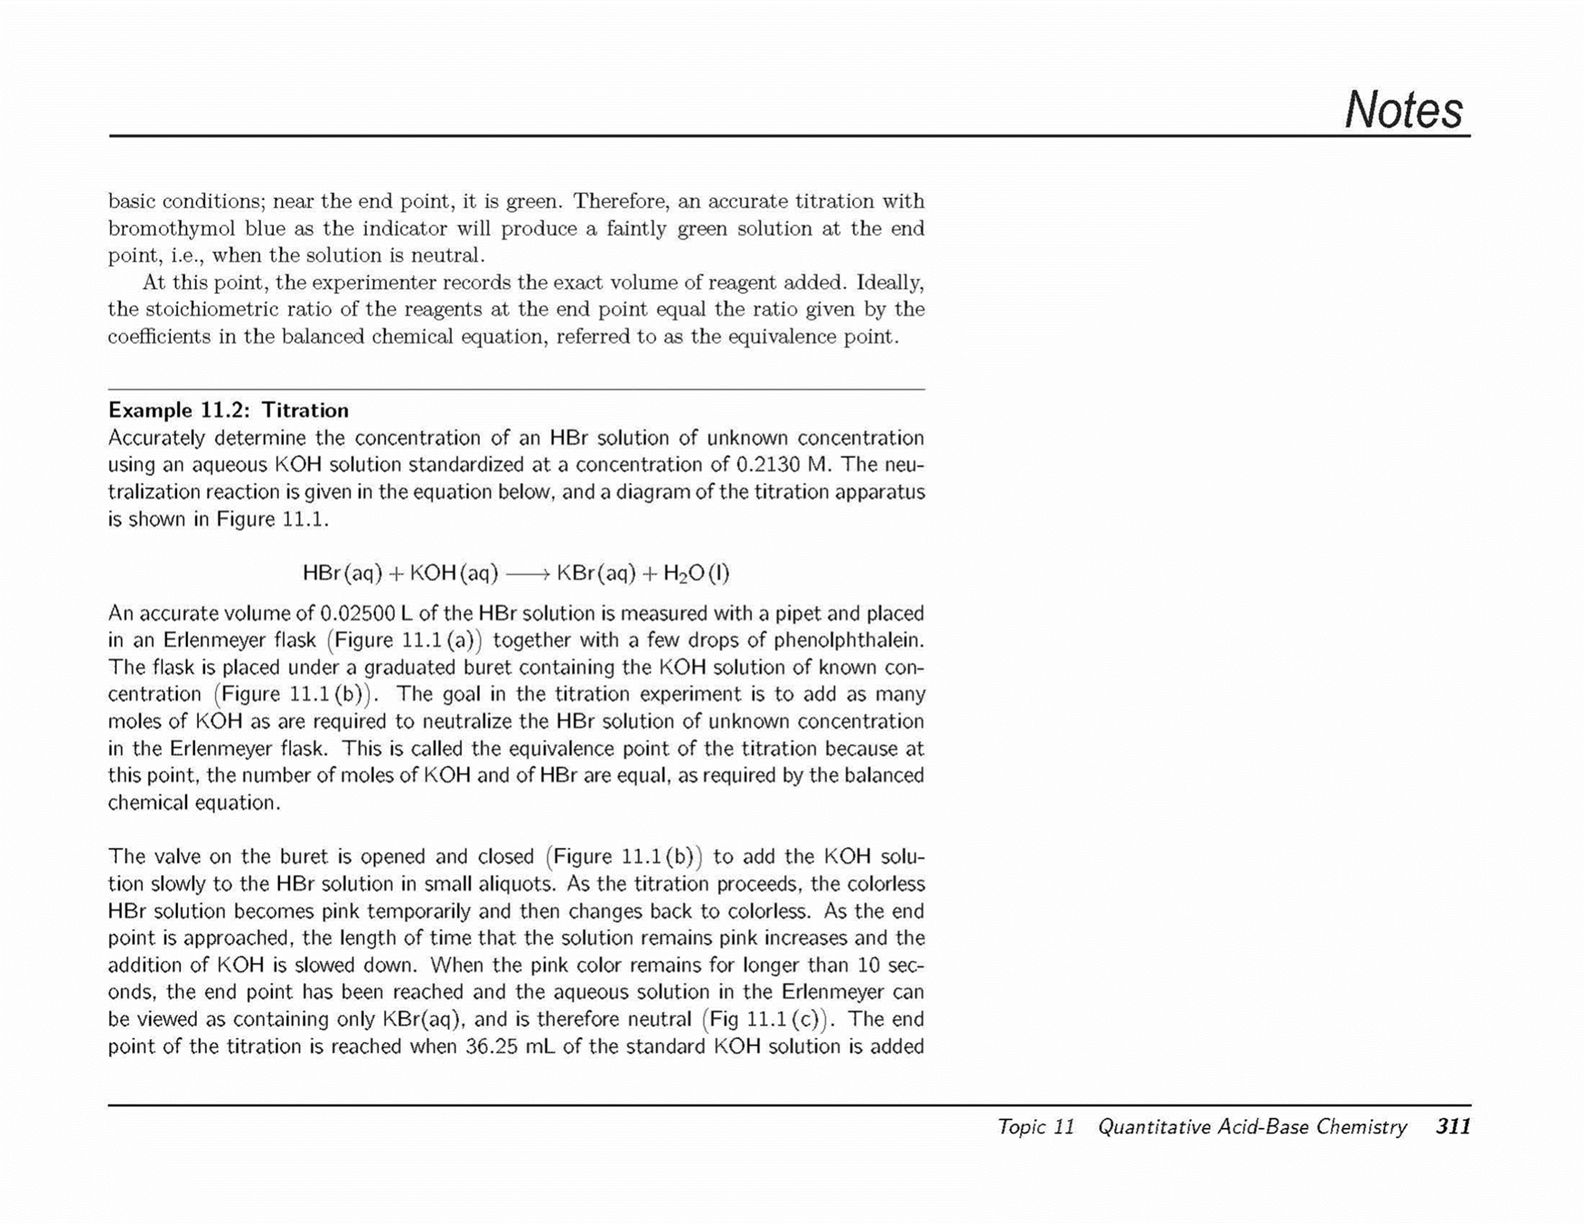 Notes
basic conditions; near the end point, it is green. Therefore, an accurate titration with
bromothymol blue as the indicator will produce a faintly green solution at the end
point, i.e., when the solution is neutral.
At this point, the experimenter records the exact volume of reagent added. Ideally,
the stoichiometric ratio of the reagents at the end point equal the ratio given by the
coefficients in the balanced chemical equation, referred to as the equivalence point.
Example 11.2: Titration
Accurately determine the concentration of an HBr solution of unknown concentration
using an aqueous KOH solution standardized at a concentration of 0.2130 M. The neu-
tralization reaction is given in the equation below, and a diagram of the titration apparatus
is shown in Figure 11.1.
HBr(aq) + KOH(aq) ⟶ KBr(aq) + H₂O(l)
An accurate volume of 0.02500 L of the HBr solution is measured with a pipet and placed
in an Erlenmeyer flask (Figure 11.1(a)) together with a few drops of phenolphthalein.
The flask is placed under a graduated buret containing the KOH solution of known con-
centration (Figure 11.1(b)). The goal in the titration experiment is to add as many
moles of KOH as are required to neutralize the HBr solution of unknown concentration
in the Erlenmeyer flask. This is called the equivalence point of the titration because at
this point, the number of moles of KOH and of HBr are equal, as required by the balanced
chemical equation.
The valve on the buret is opened and closed (Figure 11.1(b)) to add the KOH solu-
tion slowly to the HBr solution in small aliquots. As the titration proceeds, the colorless
HBr solution becomes pink temporarily and then changes back to colorless. As the end
point is approached, the length of time that the solution remains pink increases and the
addition of KOH is slowed down. When the pink color remains for longer than 10 sec-
onds, the end point has been reached and the aqueous solution in the Erlenmeyer can
be viewed as containing only KBr(aq), and is therefore neutral (Fig 11.1(c)). The end
point of the titration is reached when 36.25 mL of the standard KOH solution is added
Topic 11 Quantitative Acid-Base Chemistry 311